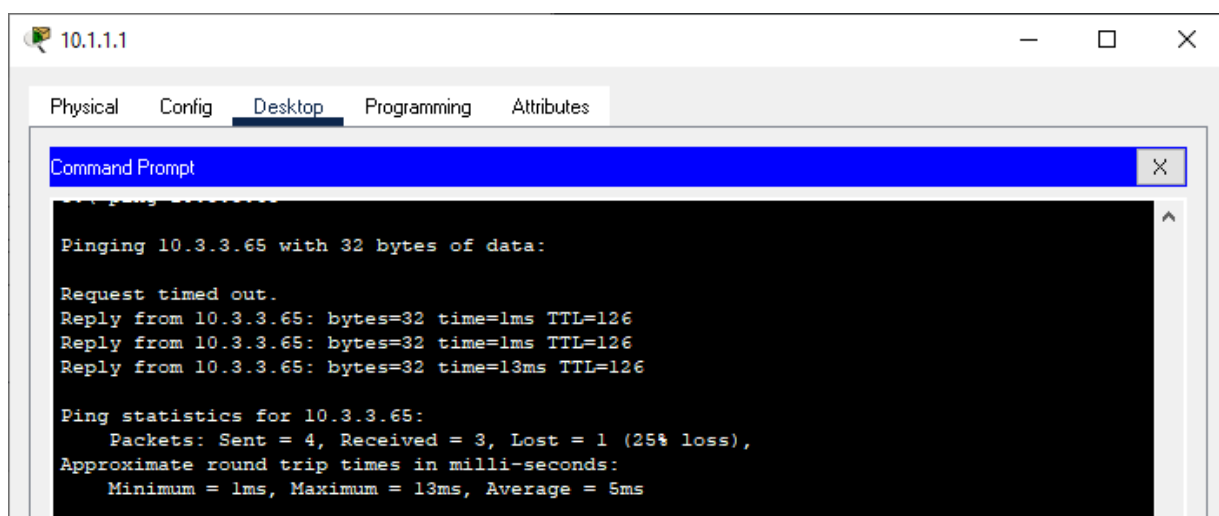 10.1.1.1
Physical Config Desktop Programming Attributes
Command Prompt
X
Pinging 10.3.3.65 with 32 bytes of data:
Request timed out.
Reply from 10.3.3.65: bytes=32 time=1ms TTL=126
Reply from 10.3.3.65: bytes=32 time=1ms TTL=126
Reply from 10.3.3.65: bytes=32 time=13ms TTL=126
Ping statistics for 10.3.3.65:
Packets: Sent = 4, Received = 3, Lost = 1 (25% loss),
Approximate round trip times in milli-seconds:
Minimum = 1ms, Maximum = 13ms, Average = 5ms